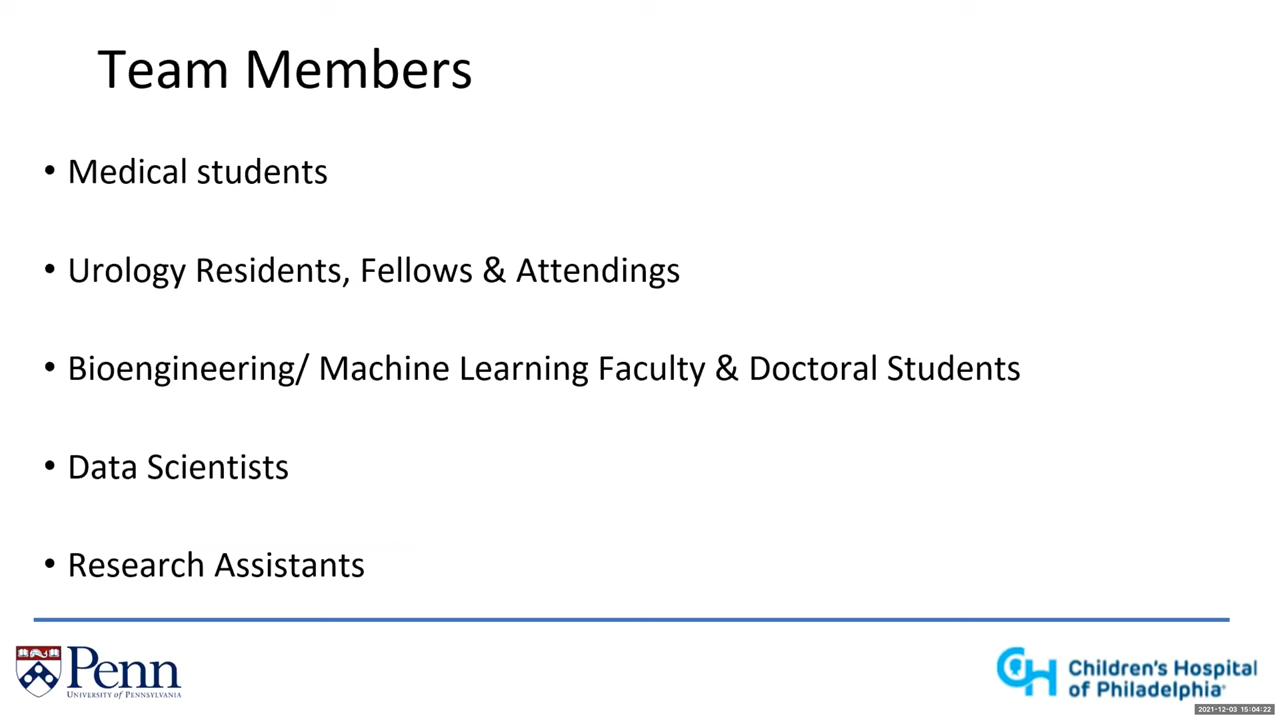 Team Members
• Medical students
• Urology Residents, Fellows & Attendings
• Bioengineering/ Machine Learning Faculty & Doctoral Students
• Data Scientists
• Research Assistants
Penn
UNIVERSITY of PENNSYLVANIA
CH
Children's Hospital
of Philadelphia®
2021-12-03 15:04:22